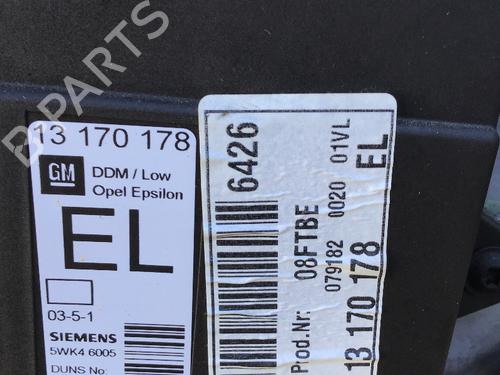 13 170 178
GM
DDM / Low
Opel Epsilon
EL
03-5-1
SIEMENS
5WK4 6005
DUNS No
6426
Prod.Nr: 08FTBE
079182 0020 01VL
13 170 178 EL
B-PARTS